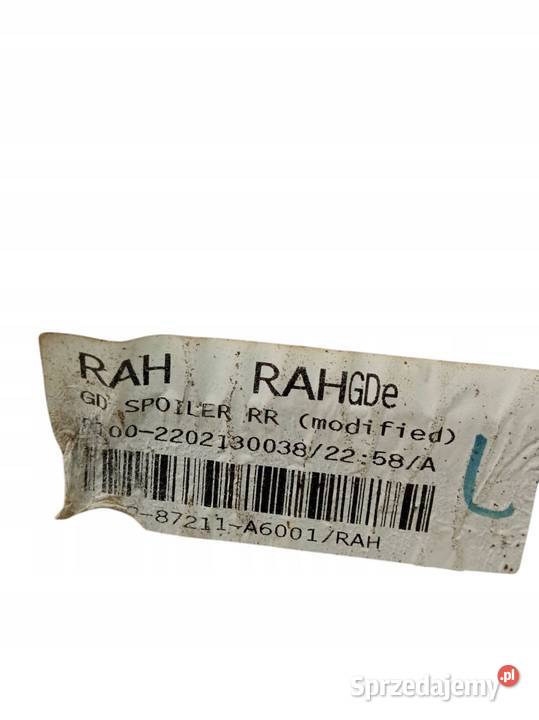 RAH RAHGDe
GD SPOILER RR (modified)
00-2202130038/22:58/A
-87211-A6001/RAH
Sprzedajemy.pl